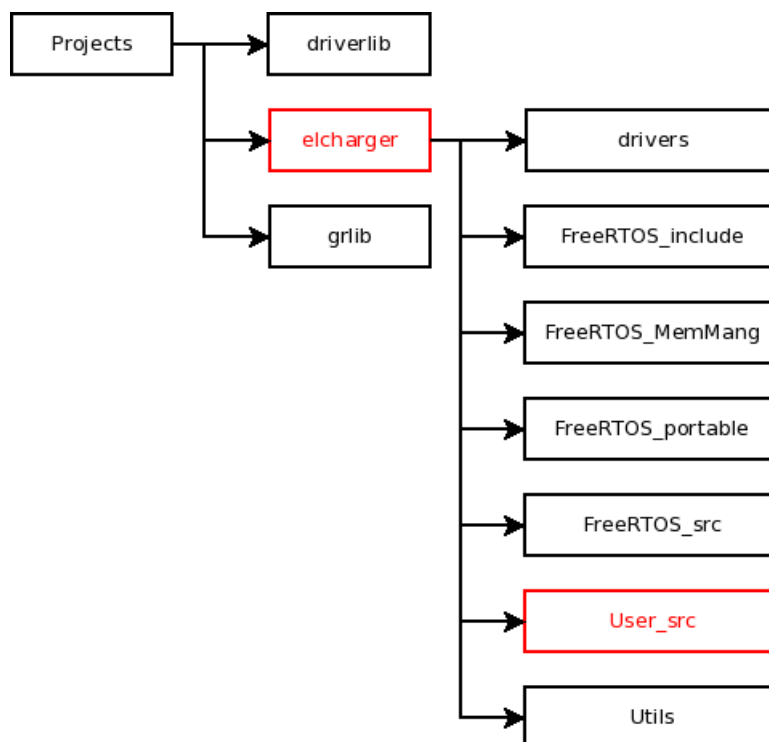 Projects
driverlib
elcharger
drivers
grlib
FreeRTOS_include
FreeRTOS_MemMang
FreeRTOS_portable
FreeRTOS_src
User_src
Utils